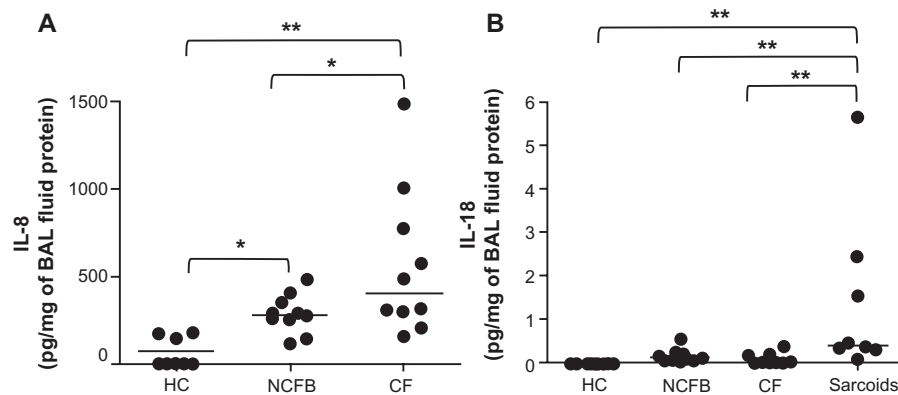 A
**
*
*
IL-8
(pg/mg of BAL fluid protein)
1500
1000
500
0
HC
NCFB
CF
B
**
**
**
IL-18
(pg/mg of BAL fluid protein)
6
5
4
3
2
1
0
HC
NCFB
CF
Sarcoids